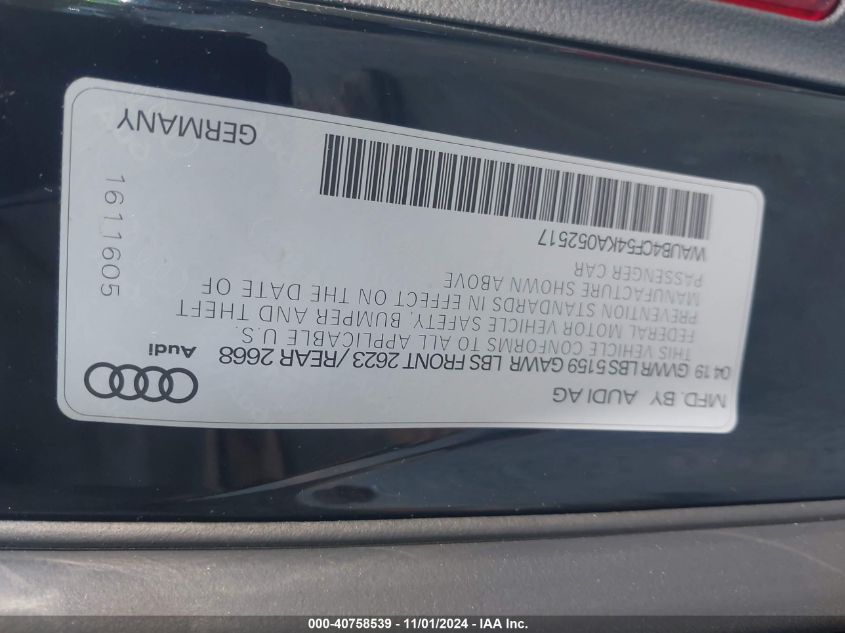 MFD. BY AUDI AG
04 19 GVWR LBS 5159 GAWR LBS FRONT 2623 / REAR 2668
THIS VEHICLE CONFORMS TO ALL APPLICABLE U.S.
FEDERAL MOTOR VEHICLE SAFETY, BUMPER AND THEFT
PREVENTION STANDARDS IN EFFECT ON THE DATE OF
MANUFACTURE SHOWN ABOVE
PASSENGER CAR
WAUB4CF54KA052517
Audi
1611605
GERMANY
000-40758539 - 11/01/2024 - IAA Inc.